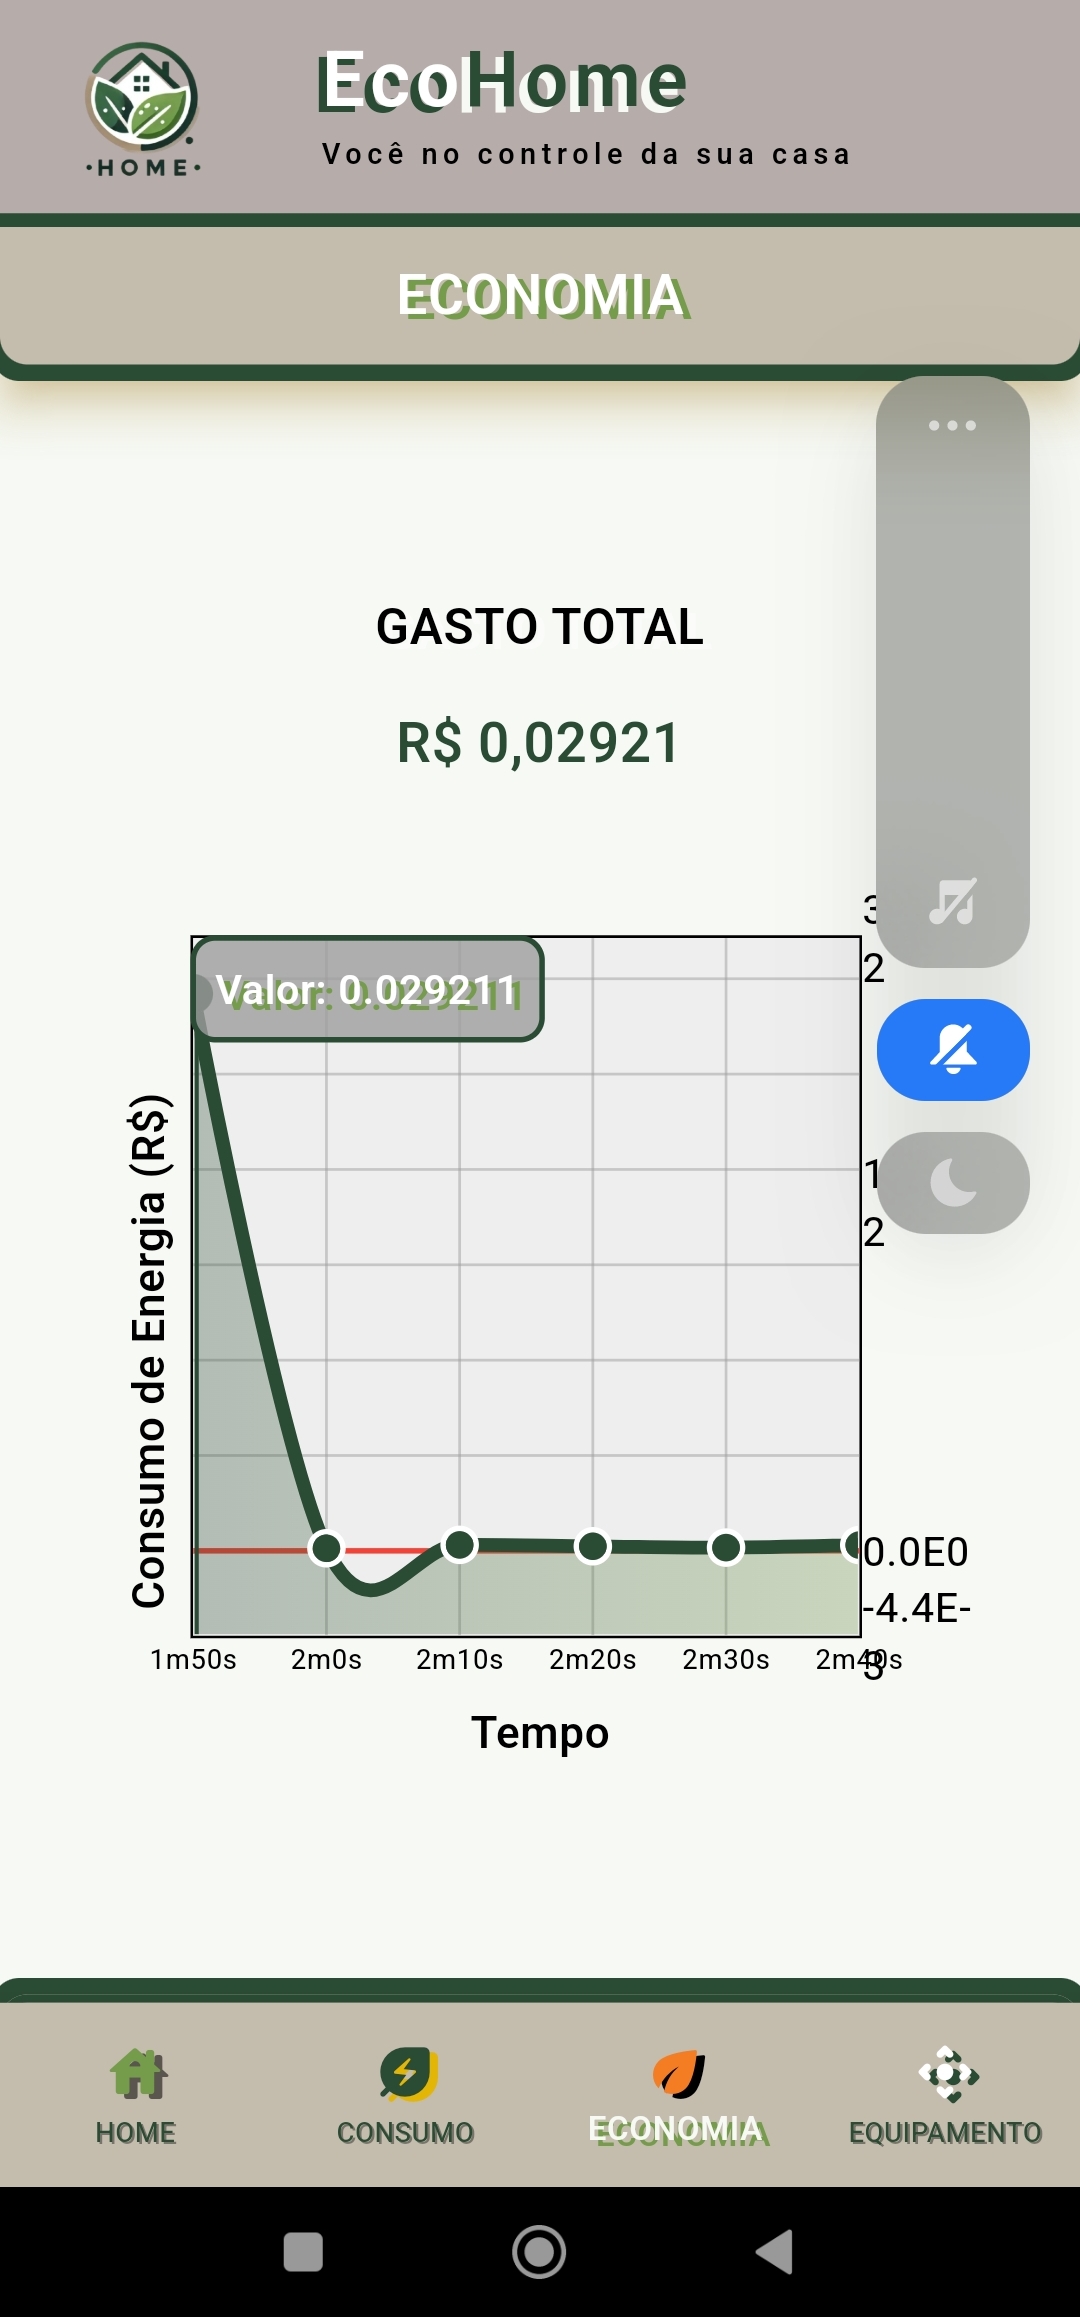 EcoHome
Você no controle da sua casa
·HOME·
ECONOMIA
GASTO TOTAL
R$ 0,02921
3
2
Valor: 0.029211
1
2
Consumo de Energia (R$)
0.0E0
-4.4E-
3
1m50s 2m0s 2m10s 2m20s 2m30s 2m40s
Tempo
HOME CONSUMO ECONOMIA EQUIPAMENTO